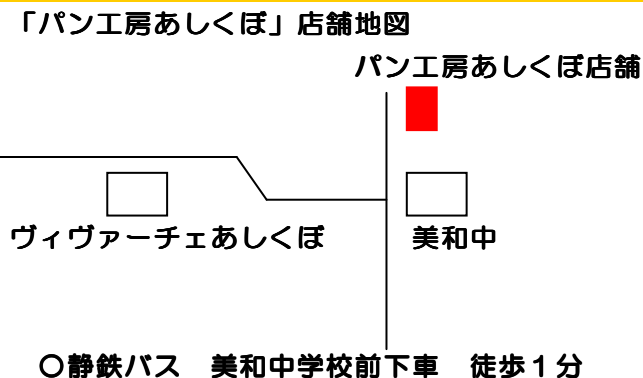 「パン工房あしくぼ」店舗地図
パン工房あしくぼ店舗
ヴィヴァーチェあしくぼ
美和中
〇静鉄バス　美和中学校前下車　徒歩１分